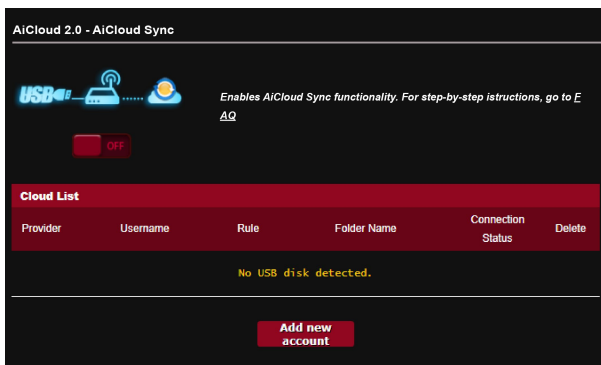 AiCloud 2.0 - AiCloud Sync
USB
Enables AiCloud Sync functionality. For step-by-step istructions, go to F
AQ
OFF
Cloud List
Provider Username Rule Folder Name Connection Status Delete
No USB disk detected.
Add new
account